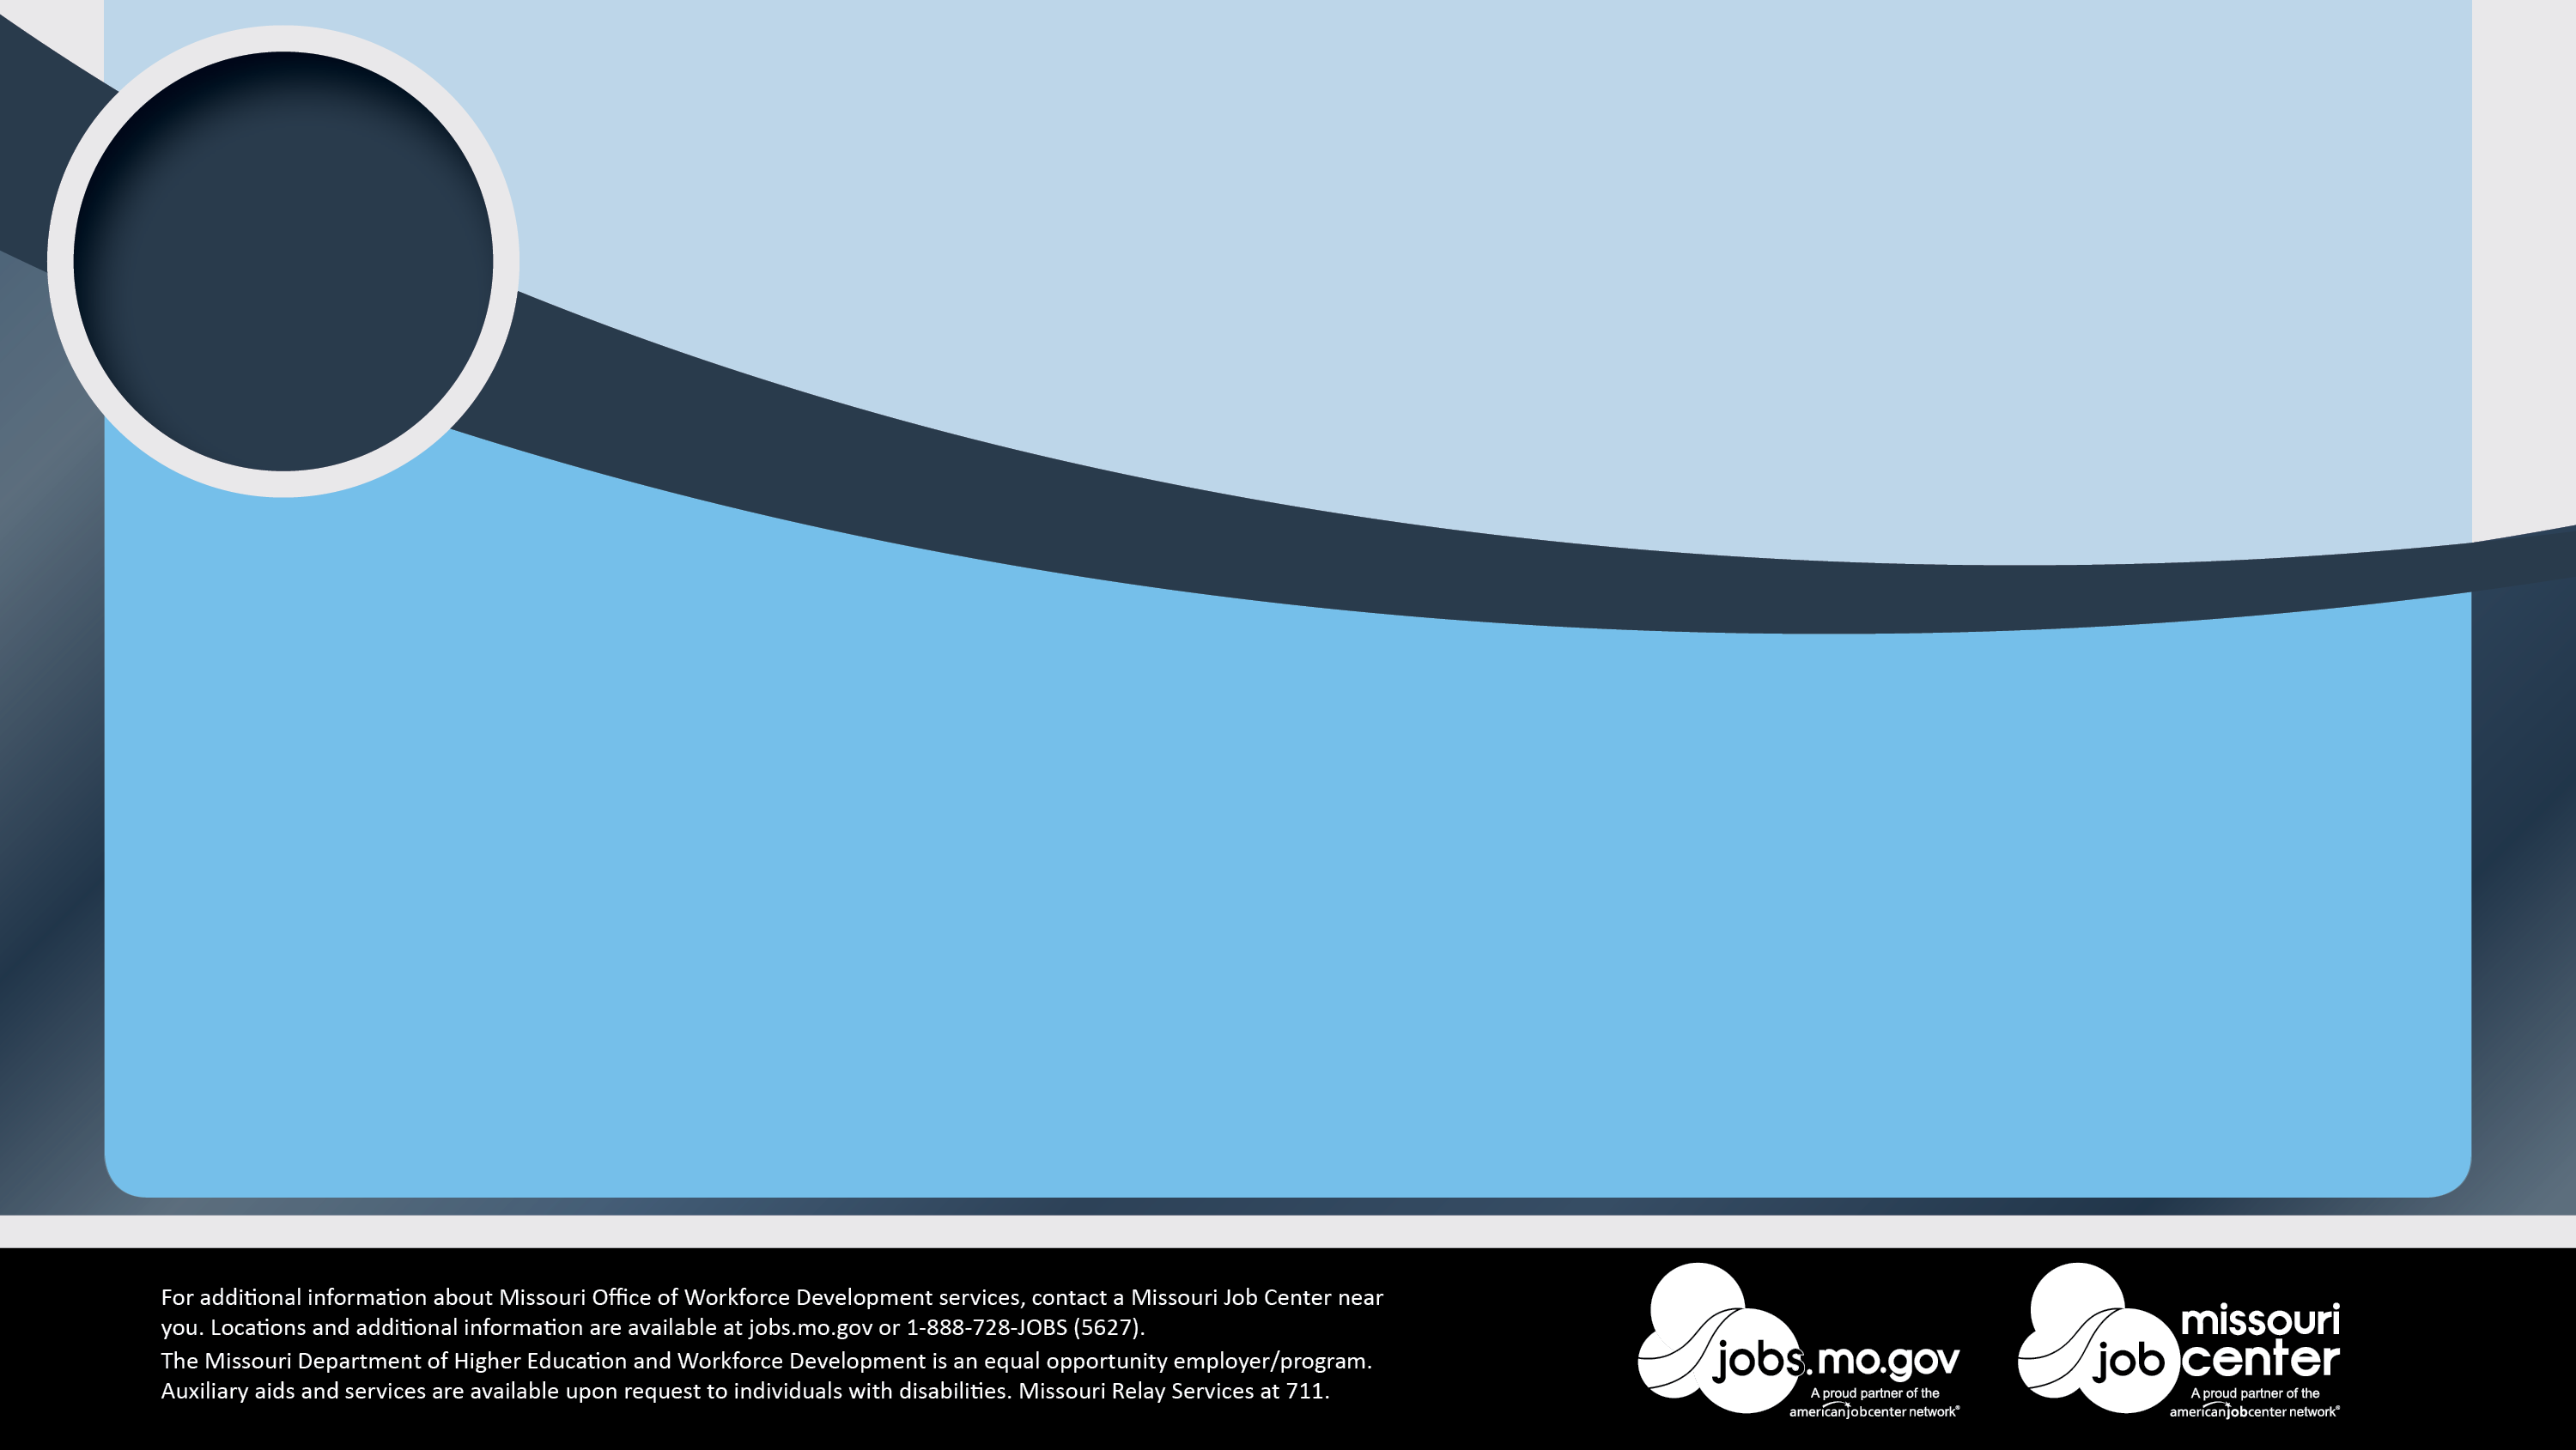 For additional information about Missouri Office of Workforce Development services, contact a Missouri Job Center near
you. Locations and additional information are available at jobs.mo.gov or 1-888-728-JOBS (5627).
The Missouri Department of Higher Education and Workforce Development is an equal opportunity employer/program.
Auxiliary aids and services are available upon request to individuals with disabilities. Missouri Relay Services at 711.
jobs.mo.gov
A proud partner of the
americanjobcenter network®
missouri
job center
A proud partner of the
americanjobcenter network®